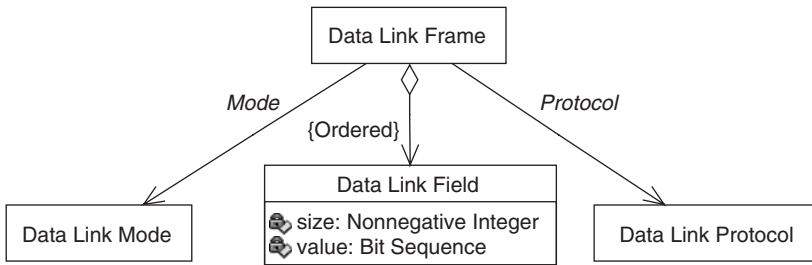 Data Link Frame
Mode
Protocol
{Ordered}
Data Link Field
size: Nonnegative Integer
value: Bit Sequence
Data Link Mode
Data Link Protocol